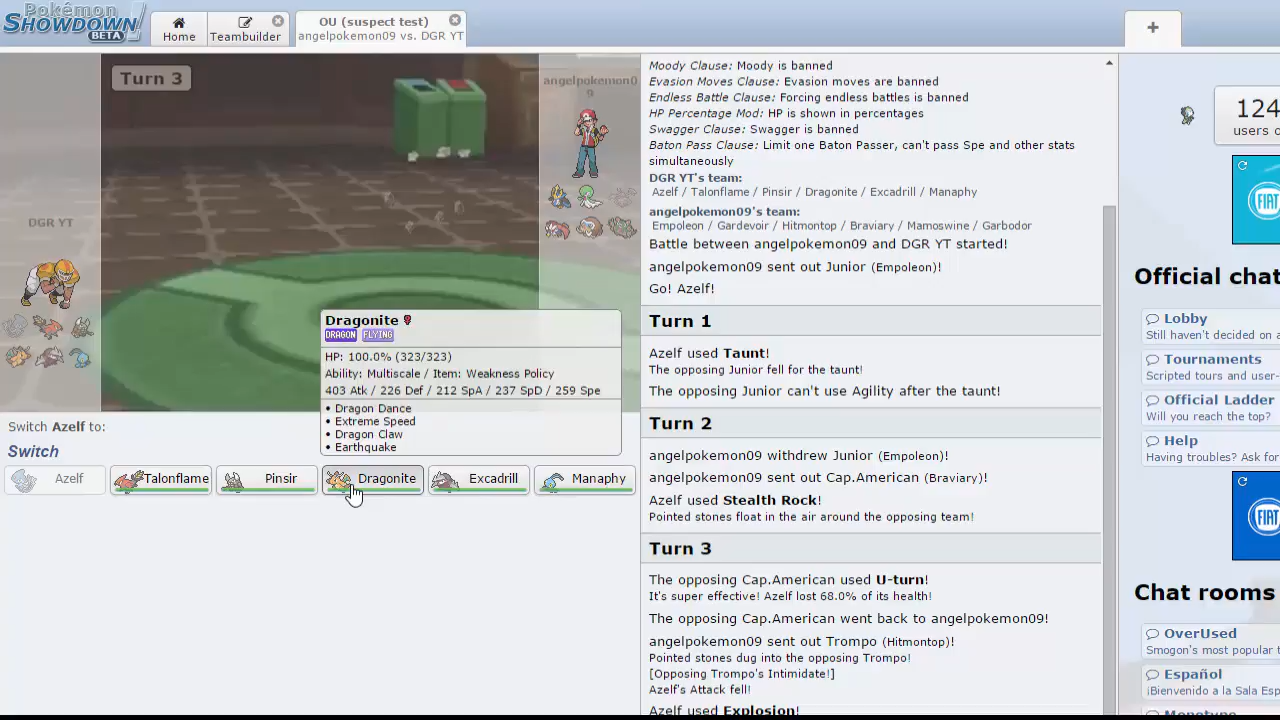 Pokémon
SHOWDOWN!
BETA
Home
Teambuilder
OU (suspect test)
angelpokemon09 vs. DGR YT
+
Turn 3
angelpokemon0
9
DGR YT
Dragonite
DRAGON FLYING
HP: 100.0% (323/323)
Ability: Multiscale / Item: Weakness Policy
403 Atk / 226 Def / 212 SpA / 237 SpD / 259 Spe
• Dragon Dance
• Extreme Speed
• Dragon Claw
• Earthquake
Switch Azelf to:
Switch
Azelf
Talonflame
Pinsir
Dragonite
Excadrill
Manaphy
Moody Clause: Moody is banned
Evasion Moves Clause: Evasion moves are banned
Endless Battle Clause: Forcing endless battles is banned
HP Percentage Mod: HP is shown in percentages
Swagger Clause: Swagger is banned
Baton Pass Clause: Limit one Baton Passer, can't pass Spe and other stats
simultaneously
DGR YT's team:
Azelf / Talonflame / Pinsir / Dragonite / Excadrill / Manaphy
angelpokemon09's team:
Empoleon / Gardevoir / Hitmontop / Braviary / Mamoswine / Garbodor
Battle between angelpokemon09 and DGR YT started!
angelpokemon09 sent out Junior (Empoleon)!
Go! Azelf!
Turn 1
Azelf used Taunt!
The opposing Junior fell for the taunt!
The opposing Junior can't use Agility after the taunt!
Turn 2
angelpokemon09 withdrew Junior (Empoleon)!
angelpokemon09 sent out Cap.American (Braviary)!
Azelf used Stealth Rock!
Pointed stones float in the air around the opposing team!
Turn 3
The opposing Cap.American used U-turn!
It's super effective! Azelf lost 68.0% of its health!
The opposing Cap.American went back to angelpokemon09!
angelpokemon09 sent out Trompo (Hitmontop)!
Pointed stones dug into the opposing Trompo!
[Opposing Trompo's Intimidate!]
Azelf's Attack fell!
Azelf used Explosion!
124
users o
FIAT
Official chat
Lobby
Still haven't decided on a
Tournaments
Scripted tours and user-
Official Ladder
Will you reach the top?
Help
Having troubles? Ask for
FIAT
Chat rooms
OverUsed
Smogon's most popular t
Español
¡Bienvenido a la Sala Esp
Monotype